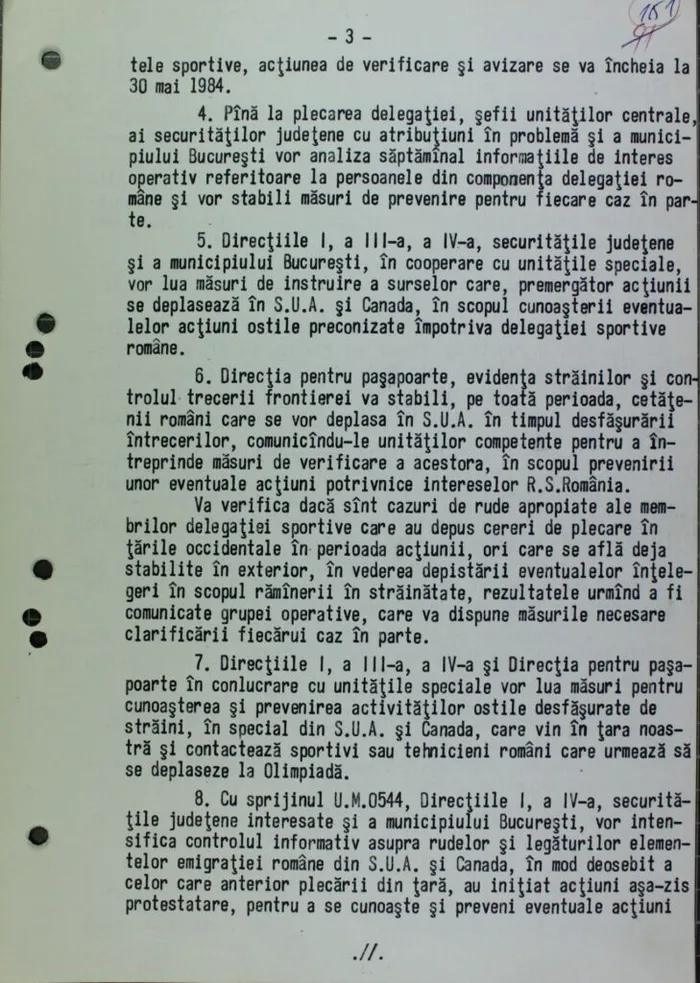 151
91
- 3 -
tele sportive, acţiunea de verificare şi avizare se va încheia la
30 mai 1984.
4. Pînă la plecarea delegaţiei, şefii unităţilor centrale,
ai securităţilor judeţene cu atribuţiuni în problemă şi a munici-
piului Bucureşti vor analiza săptămînal informaţiile de interes
operativ referitoare la persoanele din componenţa delegaţiei ro-
mâne şi vor stabili măsuri de prevenire pentru fiecare caz în par-
te.
5. Direcţiile I, a III-a, a IV-a, securităţile judeţene
şi a municipiului Bucureşti, în cooperare cu unităţile speciale,
vor lua măsuri de instruire a surselor care, premergător acţiunii
se deplasează în S.U.A. şi Canada, în scopul cunoaşterii eventua-
lelor acţiuni ostile preconizate împotriva delegaţiei sportive
române.
6. Direcţia pentru paşapoarte, evidenţa străinilor şi con-
trolul trecerii frontierei va stabili, pe toată perioada, cetăţe-
nii români care se vor deplasa în S.U.A. în timpul desfăşurării
întrecerilor, comunicîndu-le unităţilor competente pentru a în-
treprinde măsuri de verificare a acestora, în scopul prevenirii
unor eventuale acţiuni potrivnice intereselor R.S.România.
Va verifica dacă sînt cazuri de rude apropiate ale mem-
brilor delegaţiei sportive care au depus cereri de plecare în
ţările occidentale în perioada acţiunii, ori care se află deja
stabilite în exterior, în vederea depistării eventualelor înţele-
geri în scopul rămînerii în străinătate, rezultatele urmînd a fi
comunicate grupei operative, care va dispune măsurile necesare
clarificării fiecărui caz în parte.
7. Direcţiile I, a III-a, a IV-a şi Direcţia pentru paşa-
poarte în conlucrare cu unităţile speciale vor lua măsuri pentru
cunoaşterea şi prevenirea activităţilor ostile desfăşurate de
străini, în special din S.U.A. şi Canada, care vin în ţara noas-
tră şi contactează sportivi sau tehnicieni români care urmează să
se deplaseze la Olimpiadă.
8. Cu sprijinul U.M.0544, Direcţiile I, a IV-a, securită-
ţile judeţene interesate şi a municipiului Bucureşti, vor inten-
sifica controlul informativ asupra rudelor şi legăturilor elemen-
telor emigraţiei române din S.U.A. şi Canada, în mod deosebit a
celor care anterior plecării din ţară, au iniţiat acţiuni aşa-zis
protestatare, pentru a se cunoaşte şi preveni eventuale acţiuni
.//.